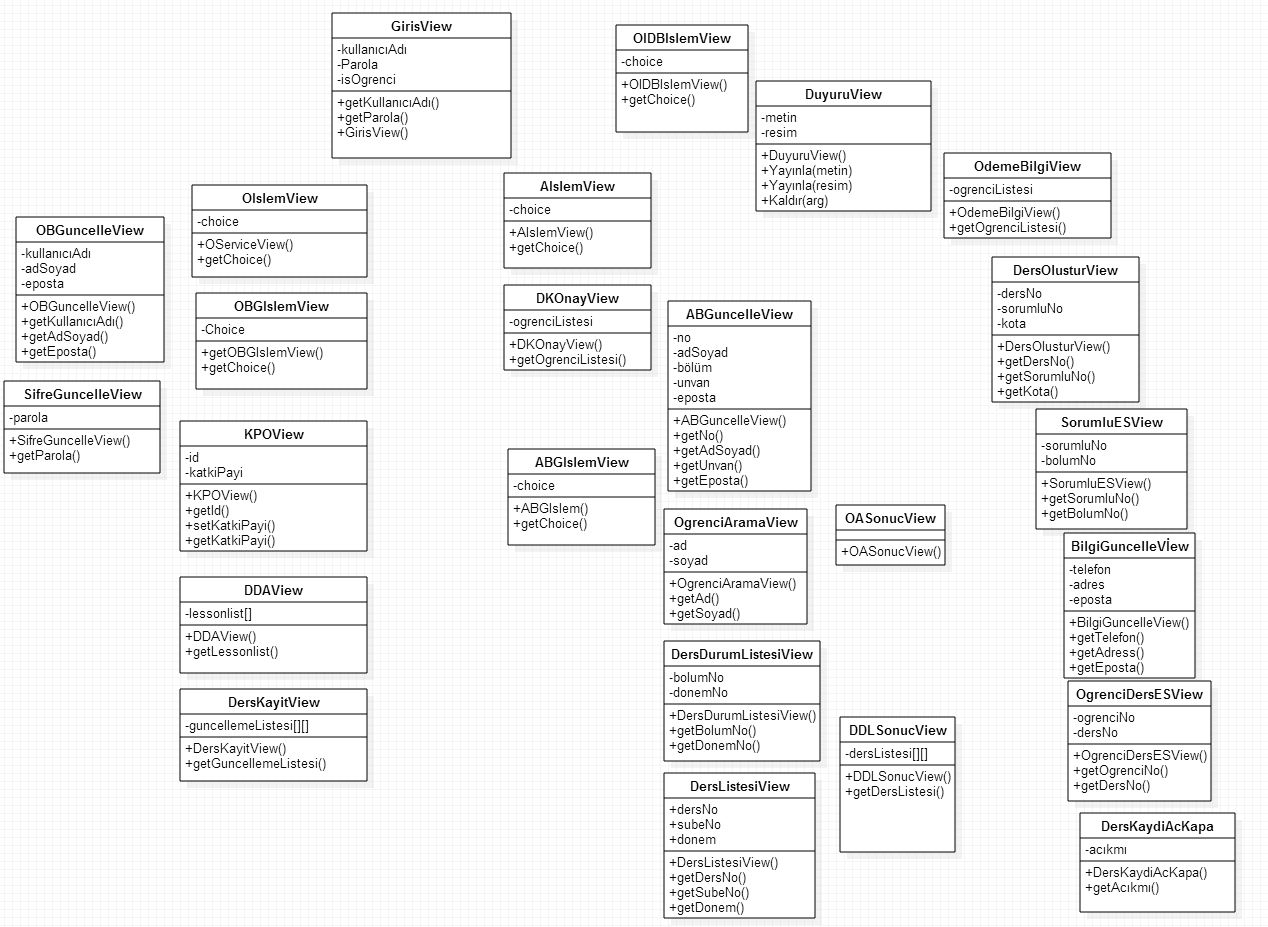 GirisView
-kullanıcıAdı
-Parola
-isOgrenci
+getKullanıcıAdı()
+getParola()
+GirisView()
OIDBIslemView
-choice
+OIDBIslemView()
+getChoice()
DuyuruView
-metin
-resim
+DuyuruView()
+Yayınla(metin)
+Yayınla(resim)
+Kaldır(arg)
OdemeBilgiView
-ogrenciListesi
+OdemeBilgiView()
+getOgrenciListesi()
OIslemView
-choice
+OServiceView()
+getChoice()
AIslemView
-choice
+AIslemView()
+getChoice()
OBGuncelleView
-kullanıcıAdı
-adSoyad
-eposta
+OBGuncelleView()
+getKullanıcıAdı()
+getAdSoyad()
+getEposta()
OBGIslemView
-Choice
+getOBGIslemView()
+getChoice()
DKOnayView
-ogrenciListesi
+DKOnayView()
+getOgrenciListesi()
ABGuncelleView
-no
-adSoyad
-bölüm
-unvan
-eposta
+ABGuncelleView()
+getNo()
+getAdSoyad()
+getUnvan()
+getEposta()
DersOlusturView
-dersNo
-sorumluNo
-kota
+DersOlusturView()
+getDersNo()
+getSorumluNo()
+getKota()
SifreGuncelleView
-parola
+SifreGuncelleView()
+getParola()
KPOView
-id
-katkiPayi
+KPOView()
+getId()
+setKatkiPayi()
+getKatkiPayi()
ABGIslemView
-choice
+ABGIslem()
+getChoice()
SorumluESView
-sorumluNo
-bolumNo
+SorumluESView()
+getSorumluNo()
+getBolumNo()
OgrenciAramaView
-ad
-soyad
+OgrenciAramaView()
+getAd()
+getSoyad()
OASonucView
+OASonucView()
BilgiGuncelleVİew
-telefon
-adres
-eposta
+BilgiGuncelleView()
+getTelefon()
+getAdress()
+getEposta()
DDAView
-lessonlist[]
+DDAView()
+getLessonlist()
DersDurumListesiView
-bolumNo
-donemNo
+DersDurumListesiView()
+getBolumNo()
+getDonemNo()
DersKayitView
-guncellemeListesi[][]
+DersKayitView()
+getGuncellemeListesi()
DDLSonucView
-dersListesi[][]
+DDLSonucView()
+getDersListesi()
OgrenciDersESView
-ogrenciNo
-dersNo
+OgrenciDersESView()
+getOgrenciNo()
+getDersNo()
DersListesiView
+dersNo
+subeNo
+donem
+DersListesiView()
+getDersNo()
+getSubeNo()
+getDonem()
DersKaydiAcKapa
-acıkmı
+DersKaydiAcKapa()
+getAcıkmı()